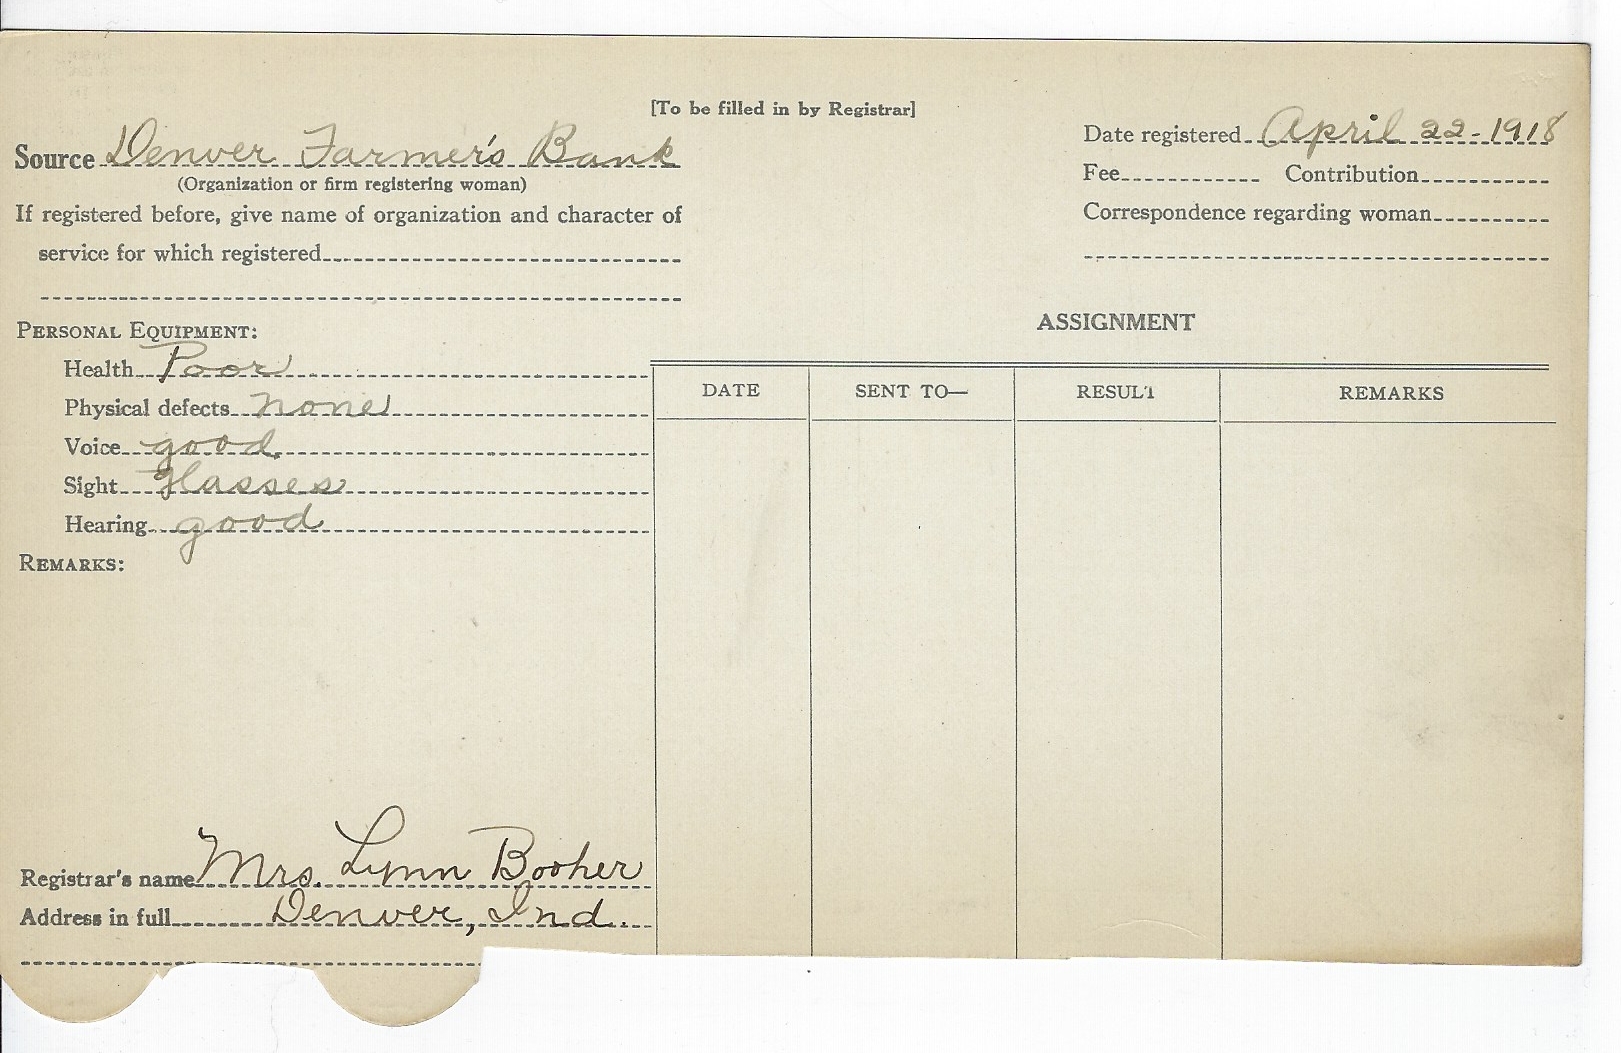 [To be filled in by Registrar]
Source Denver Farmer's Bank
(Organization or firm registering woman)
If registered before, give name of organization and character of
service for which registered
Date registered April 22-1918
Fee Contribution
Correspondence regarding woman
PERSONAL EQUIPMENT:
Health Poor
Physical defects none
Voice good
Sight Glasses
Hearing good
REMARKS:
ASSIGNMENT
DATE SENT TO— RESULT REMARKS
Registrar's name Mrs. Lynn Booher
Address in full Denver, Ind.